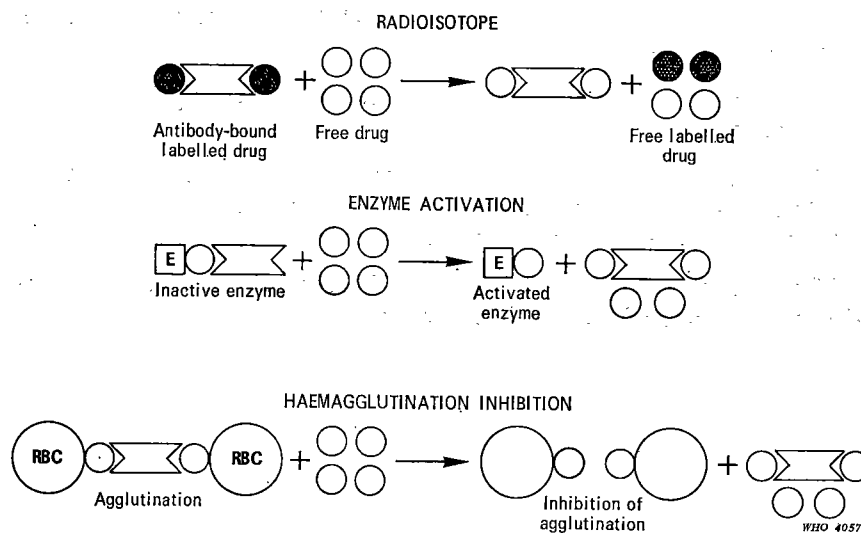 RADIOISOTOPE
Antibody-bound
labelled drug
Free drug
Free labelled
drug
ENZYME ACTIVATION
E
Inactive enzyme
E
Activated
enzyme
HAEMAGGLUTINATION INHIBITION
RBC
RBC
Agglutination
Inhibition of
agglutination
WHO 4057